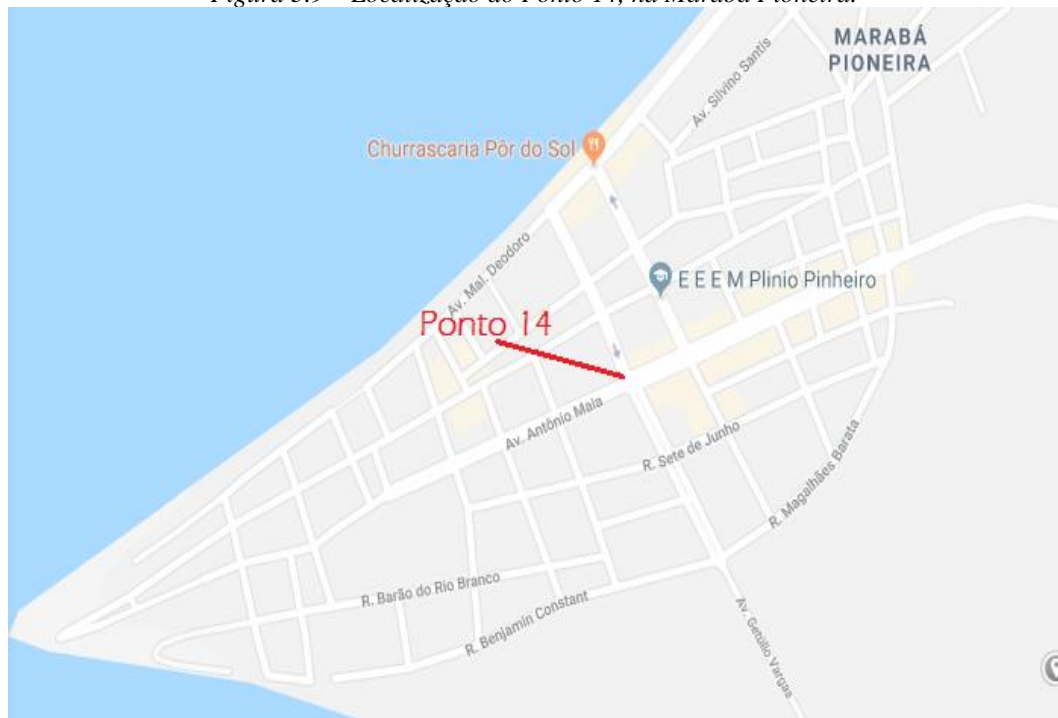 Figura 3.9 – Localização do Ponto 14, na Marabá Pioneira.
MARABÁ
PIONEIRA
Av. Silvino Santis
Churrascaria Pôr do Sol
Av. Mal. Deodoro
E E E M Plinio Pinheiro
Ponto 14
Av. Antônio Maia
R. Sete de Junho
R. Magalhães Barata
R. Barão do Rio Branco
R. Benjamin Constant
Av. Getúlio Vargas